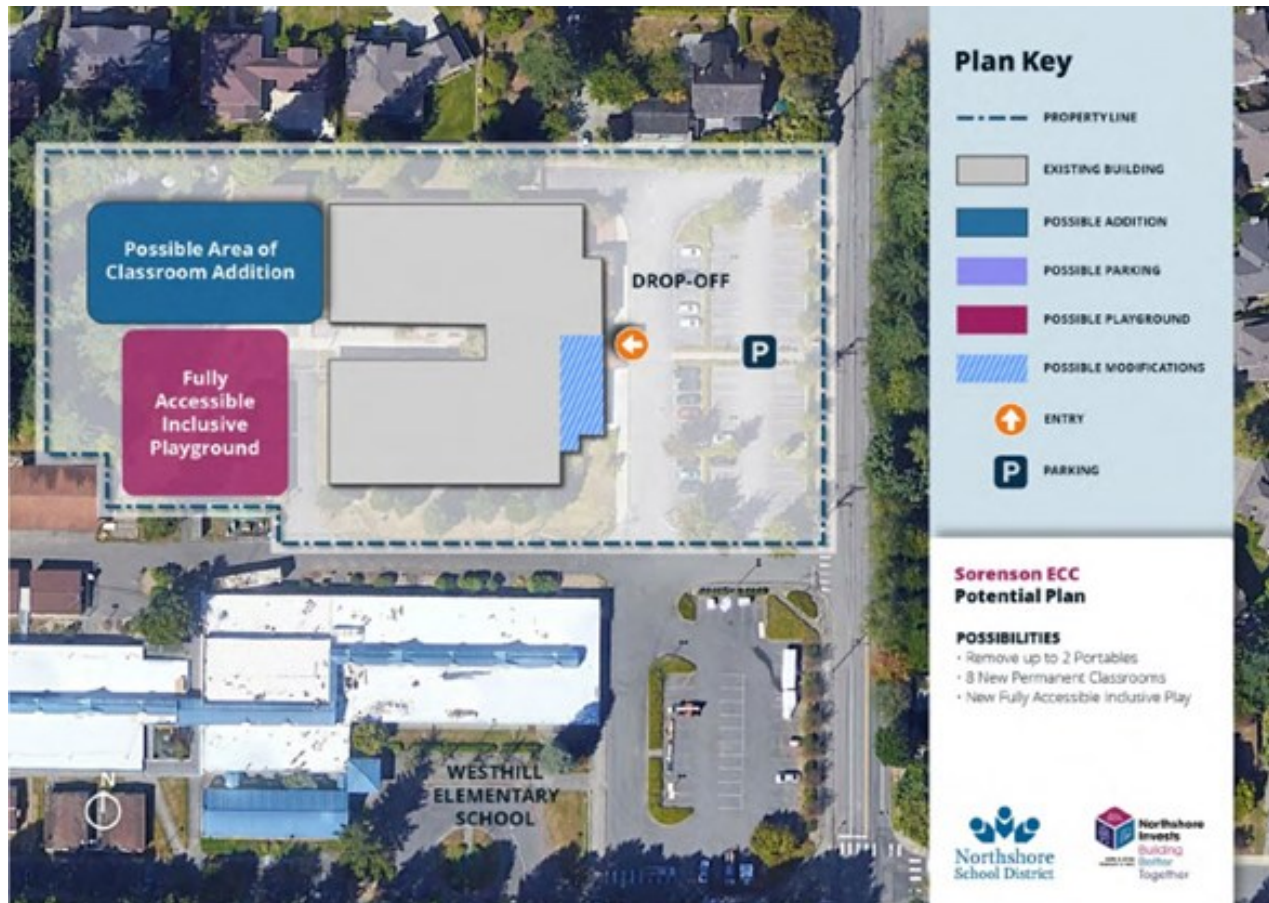 Possible Area of
Classroom Addition
Fully
Accessible
Inclusive
Playground
DROP-OFF
P
WESTHILL
ELEMENTARY
SCHOOL
N
Plan Key
PROPERTY LINE
EXISTING BUILDING
POSSIBLE ADDITION
POSSIBLE PARKING
POSSIBLE PLAYGROUND
POSSIBLE MODIFICATIONS
ENTRY
P
PARKING
Sorenson ECC
Potential Plan
POSSIBILITIES
• Remove up to 2 Portables
• 8 New Permanent Classrooms
• New Fully Accessible Inclusive Play
Northshore
School District
Northshore
Invests
Building
Better
Together